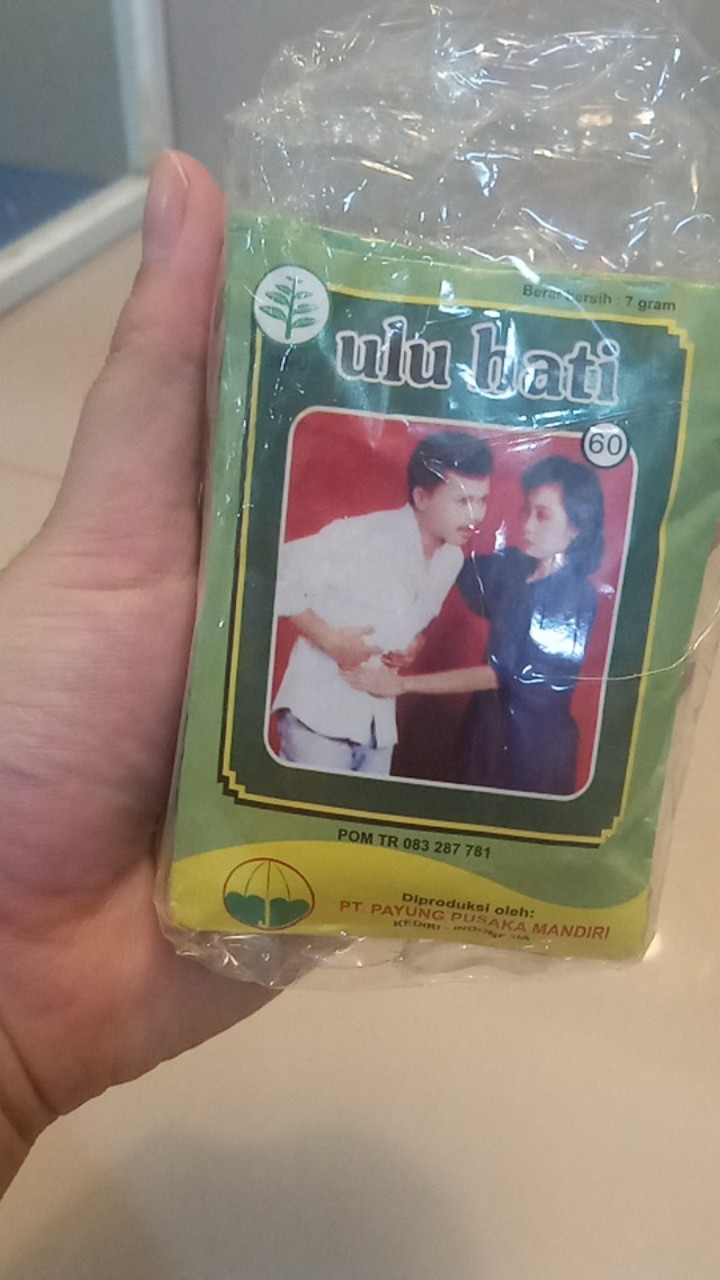 Berat bersih : 7 gram
ulu hati
60
POM TR 083 287 781
Diproduksi oleh:
PT. PAYUNG PUSAKA MANDIRI
KEDIRI - INDONESIA